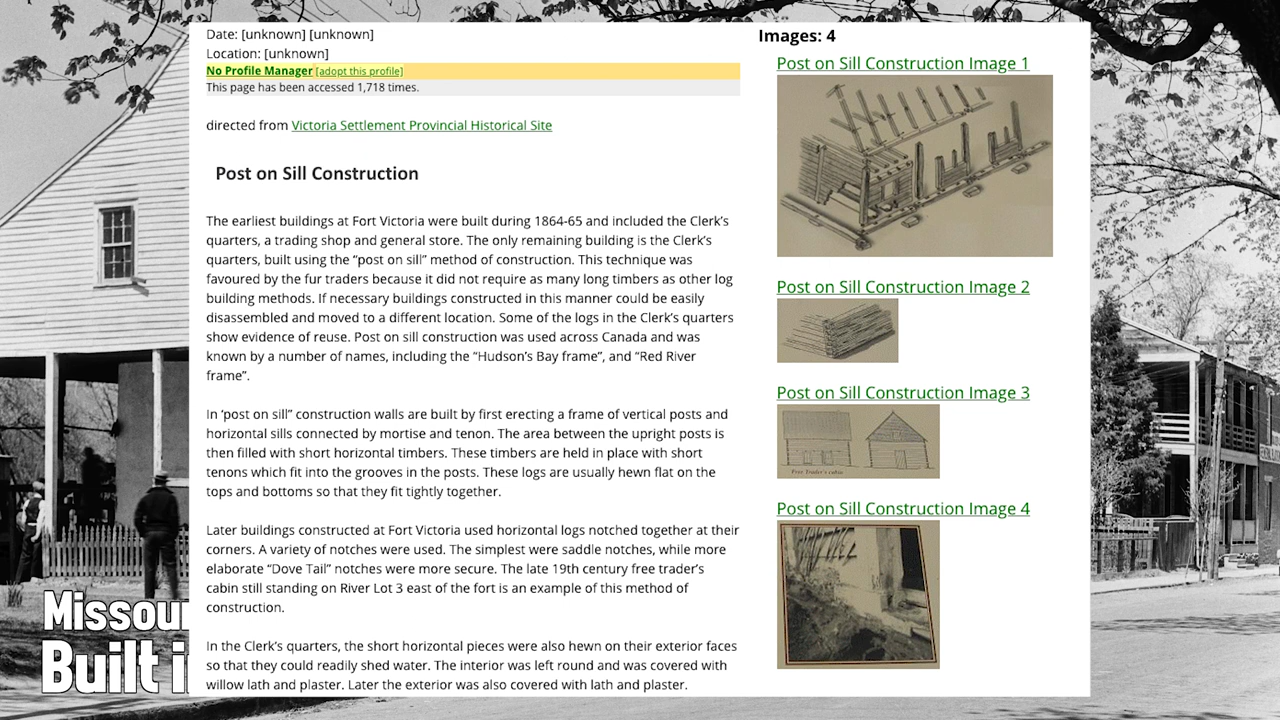 Date: [unknown] [unknown]
Location: [unknown]
No Profile Manager [adopt this profile]
This page has been accessed 1,718 times.
directed from Victoria Settlement Provincial Historical Site
Post on Sill Construction
The earliest buildings at Fort Victoria were built during 1864-65 and included the Clerk’s
quarters, a trading shop and general store. The only remaining building is the Clerk’s
quarters, built using the “post on sill” method of construction. This technique was
favoured by the fur traders because it did not require as many long timbers as other log
building methods. If necessary buildings constructed in this manner could be easily
disassembled and moved to a different location. Some of the logs in the Clerk’s quarters
show evidence of reuse. Post on sill construction was used across Canada and was
known by a number of names, including the “Hudson’s Bay frame”, and “Red River
frame”.
In ‘post on sill” construction walls are built by first erecting a frame of vertical posts and
horizontal sills connected by mortise and tenon. The area between the upright posts is
then filled with short horizontal timbers. These timbers are held in place with short
tenons which fit into the grooves in the posts. These logs are usually hewn flat on the
tops and bottoms so that they fit tightly together.
Later buildings constructed at Fort Victoria used horizontal logs notched together at their
corners. A variety of notches were used. The simplest were saddle notches, while more
elaborate “Dove Tail” notches were more secure. The late 19th century free trader’s
cabin still standing on River Lot 3 east of the fort is an example of this method of
construction.
In the Clerk’s quarters, the short horizontal pieces were also hewn on their exterior faces
so that they could readily shed water. The interior was left round and was covered with
willow lath and plaster. Later the exterior was also covered with lath and plaster.
Images: 4
Post on Sill Construction Image 1
Post on Sill Construction Image 2
Post on Sill Construction Image 3
Free Trader's cabin
Post on Sill Construction Image 4
Missour
Built i